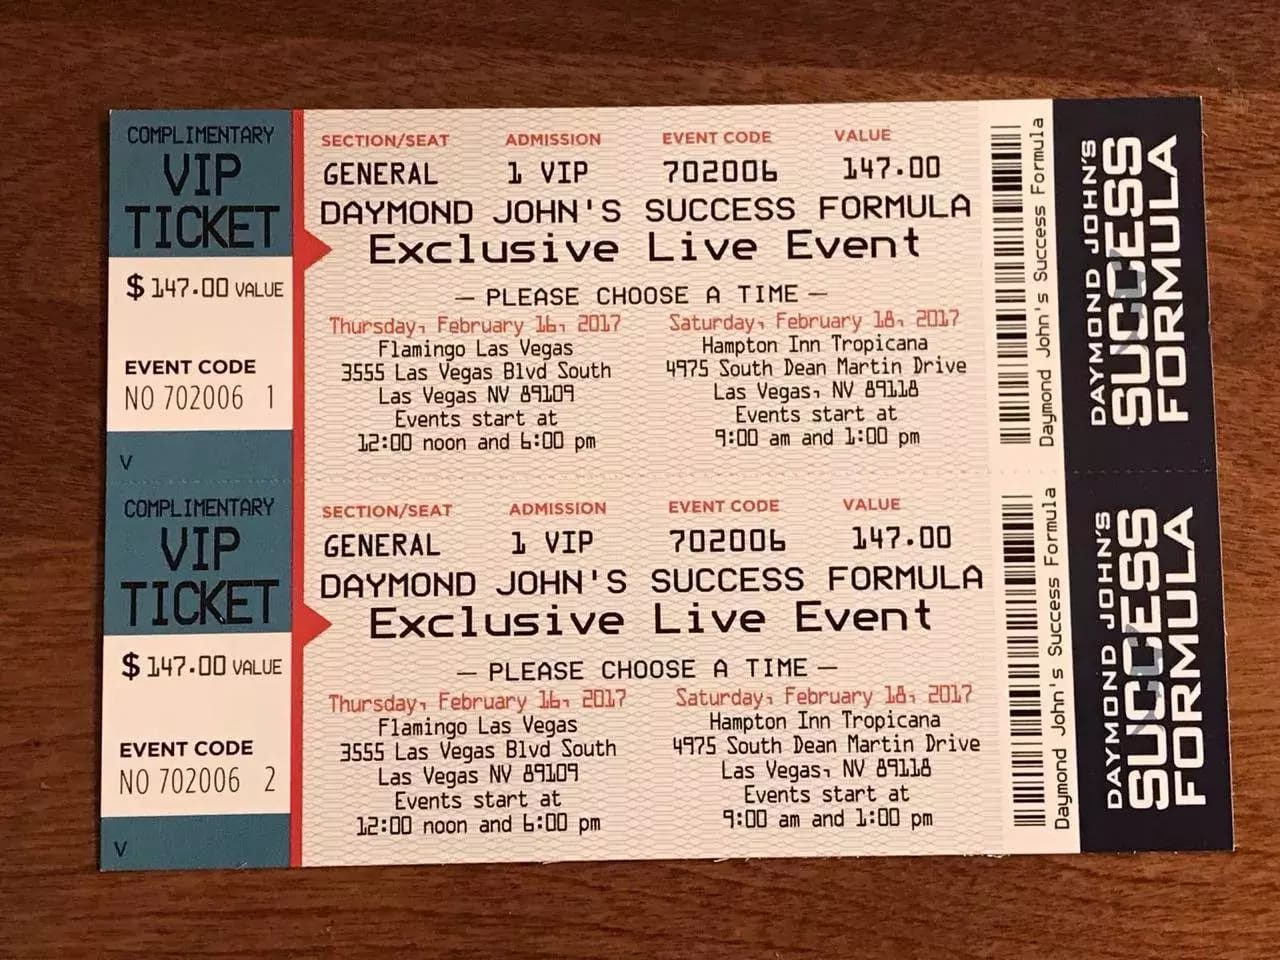 COMPLIMENTARY
VIP
TICKET
$147.00 VALUE
EVENT CODE
NO 702006 1
V
SECTION/SEAT ADMISSION EVENT CODE VALUE
GENERAL 1 VIP 702006 147.00
DAYMOND JOHN'S SUCCESS FORMULA
Exclusive Live Event
— PLEASE CHOOSE A TIME —
Thursday, February 16, 2017
Flamingo Las Vegas
3555 Las Vegas Blvd South
Las Vegas NV 89109
Events start at
12:00 noon and 6:00 pm
Saturday, February 18, 2017
Hampton Inn Tropicana
4975 South Dean Martin Drive
Las Vegas, NV 89118
Events start at
9:00 am and 1:00 pm
Daymond John's Success Formula
DAYMOND JOHN'S
SUCCESS
FORMULA
COMPLIMENTARY
VIP
TICKET
$147.00 VALUE
EVENT CODE
NO 702006 2
V
SECTION/SEAT ADMISSION EVENT CODE VALUE
GENERAL 1 VIP 702006 147.00
DAYMOND JOHN'S SUCCESS FORMULA
Exclusive Live Event
— PLEASE CHOOSE A TIME —
Thursday, February 16, 2017
Flamingo Las Vegas
3555 Las Vegas Blvd South
Las Vegas NV 89109
Events start at
12:00 noon and 6:00 pm
Saturday, February 18, 2017
Hampton Inn Tropicana
4975 South Dean Martin Drive
Las Vegas, NV 89118
Events start at
9:00 am and 1:00 pm
Daymond John's Success Formula
DAYMOND JOHN'S
SUCCESS
FORMULA